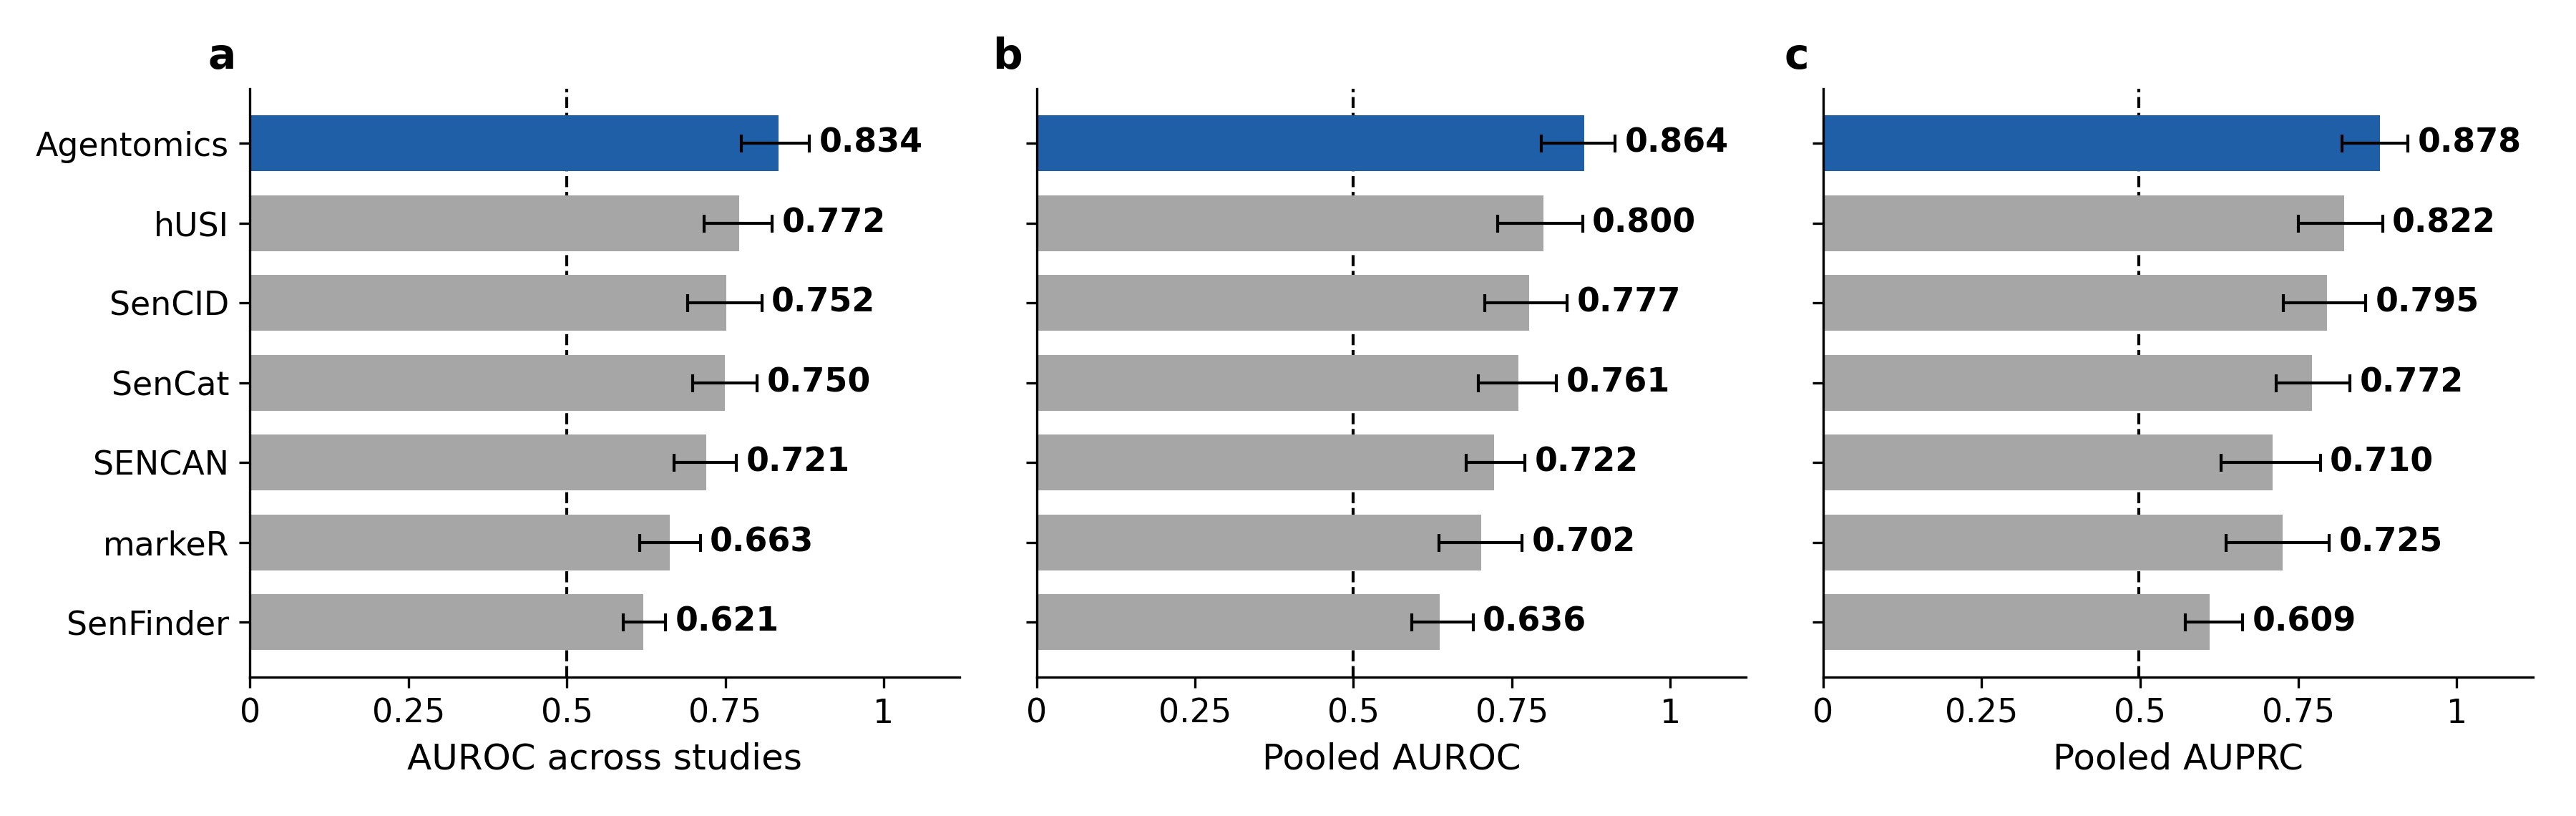 a
b
c
Agentomics
hUSI
SenCID
SenCat
SENCAN
markeR
SenFinder
0.834
0.772
0.752
0.750
0.721
0.663
0.621
0 0.25 0.5 0.75 1
AUROC across studies
0.864
0.800
0.777
0.761
0.722
0.702
0.636
0 0.25 0.5 0.75 1
Pooled AUROC
0.878
0.822
0.795
0.772
0.710
0.725
0.609
0 0.25 0.5 0.75 1
Pooled AUPRC